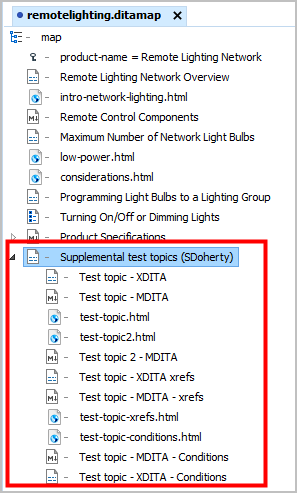 remotelighting.ditamap
map
product-name = Remote Lighting Network
Remote Lighting Network Overview
intro-network-lighting.html
Remote Control Components
Maximum Number of Network Light Bulbs
low-power.html
considerations.html
Programming Light Bulbs to a Lighting Group
Turning On/Off or Dimming Lights
Product Specifications
Supplemental test topics (SDoherty)
Test topic - XDITA
Test topic - MDITA
test-topic.html
test-topic2.html
Test topic 2 - MDITA
Test topic - XDITA xrefs
Test topic - MDITA - xrefs
test-topic-xrefs.html
test-topic-conditions.html
Test topic - MDITA - Conditions
Test topic - XDITA - Conditions